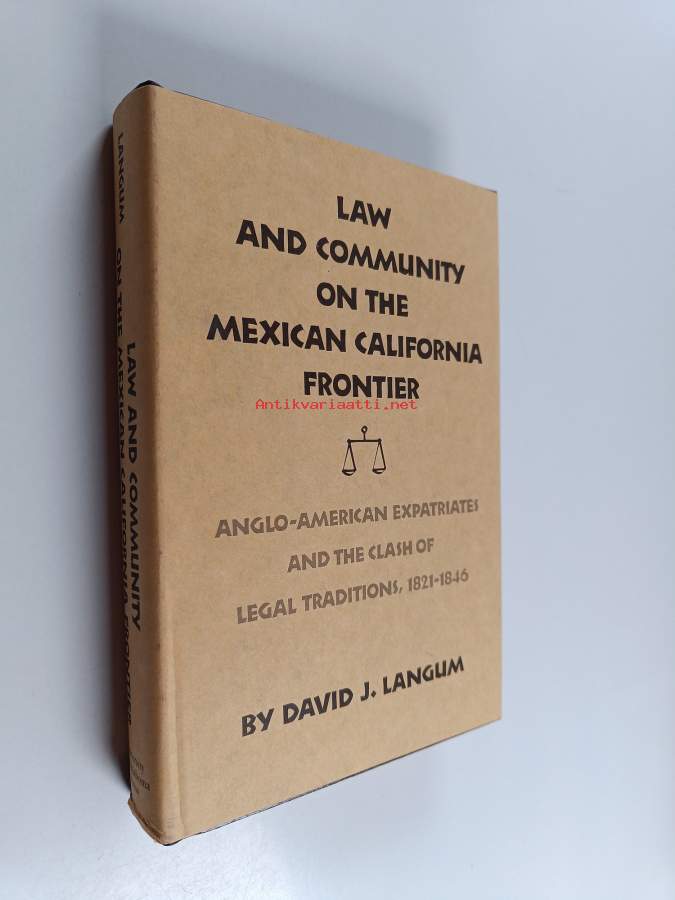 LAW
AND COMMUNITY
ON THE
MEXICAN CALIFORNIA
FRONTIER
Antikvariaatti.net
ANGLO-AMERICAN EXPATRIATES
AND THE CLASH OF
LEGAL TRADITIONS, 1821-1846
BY DAVID J. LANGUM
LANGUM
LAW AND COMMUNITY
ON THE MEXICAN CALIFORNIA FRONTIER